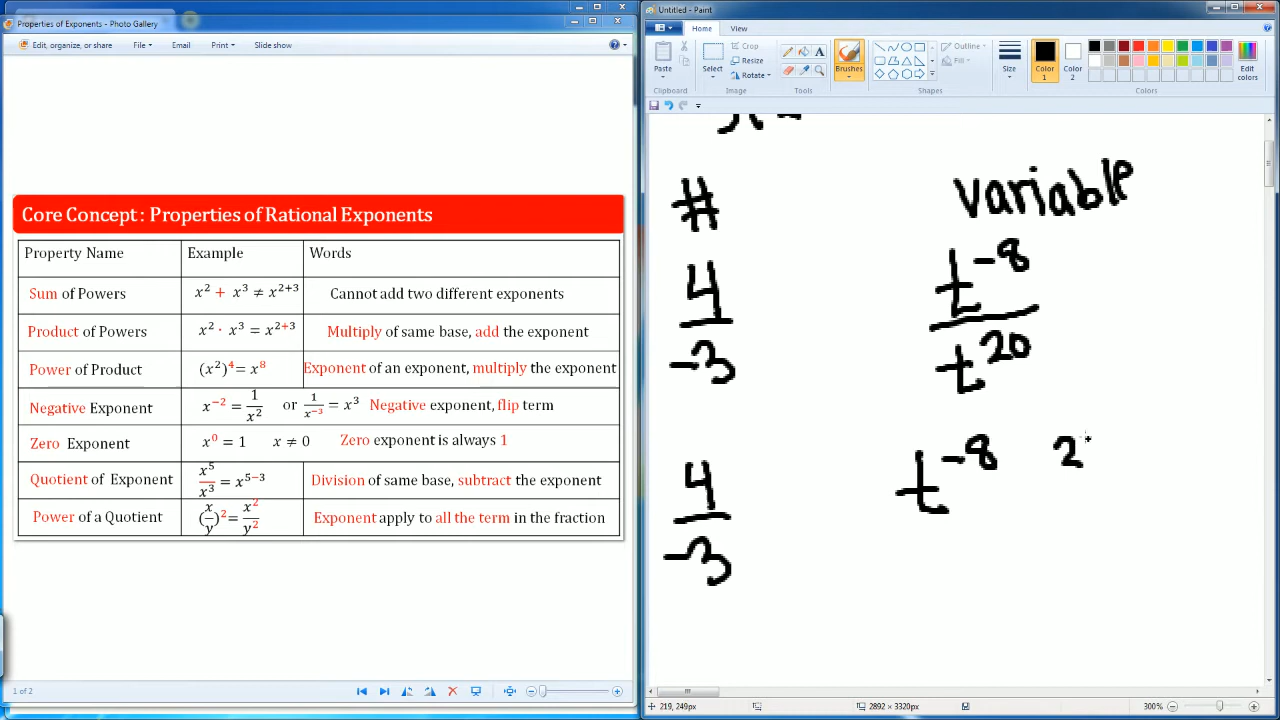 Properties of Exponents - Photo Gallery
Edit, organize, or share File Email Print Slide show
Core Concept : Properties of Rational Exponents
Property Name Example Words
Sum of Powers x² + x³ ≠ x²⁺³ Cannot add two different exponents
Product of Powers x² · x³ = x²⁺³ Multiply of same base, add the exponent
Power of Product (x²)⁴= x⁸ Exponent of an exponent, multiply the exponent
Negative Exponent x⁻² = 1/x² or 1/x⁻³ = x³ Negative exponent, flip term
Zero Exponent x⁰ = 1 x ≠ 0 Zero exponent is always 1
Quotient of Exponent x⁵/x³ = x⁵⁻³ Division of same base, subtract the exponent
Power of a Quotient (x/y)²= x²/y² Exponent apply to all the term in the fraction
1 of 2
Untitled - Paint
Home View
Paste Select Crop Resize Rotate Brushes Outline Fill Size Color 1 Color 2 Edit colors
Clipboard Image Tools Shapes Colors
# variable
4/-3 t⁻⁸/t²⁰
4/-3 t⁻⁸ 2
219, 249px 2892 × 3320px 300%